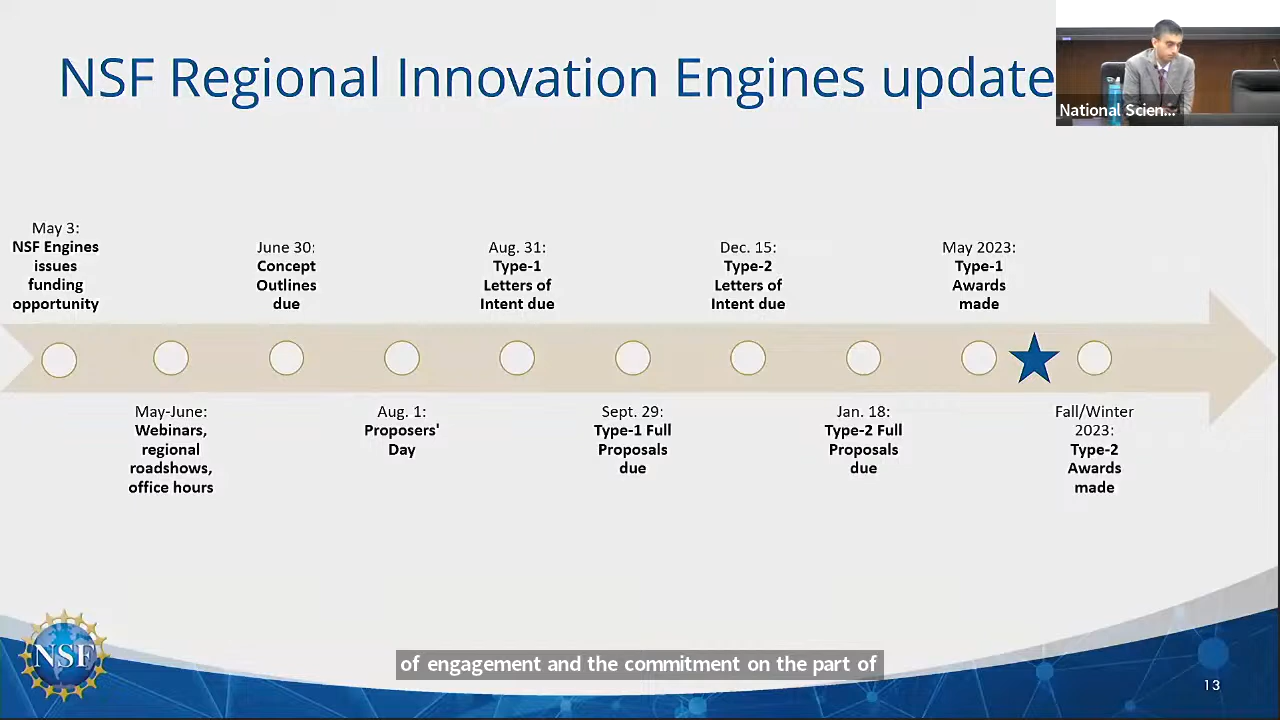 NSF Regional Innovation Engines update
National Scien...
May 3:
NSF Engines
issues
funding
opportunity
May-June:
Webinars,
regional
roadshows,
office hours
June 30:
Concept
Outlines
due
Aug. 1:
Proposers'
Day
Aug. 31:
Type-1
Letters of
Intent due
Sept. 29:
Type-1 Full
Proposals
due
Dec. 15:
Type-2
Letters of
Intent due
Jan. 18:
Type-2 Full
Proposals
due
May 2023:
Type-1
Awards
made
Fall/Winter
2023:
Type-2
Awards
made
NSF
of engagement and the commitment on the part of
13